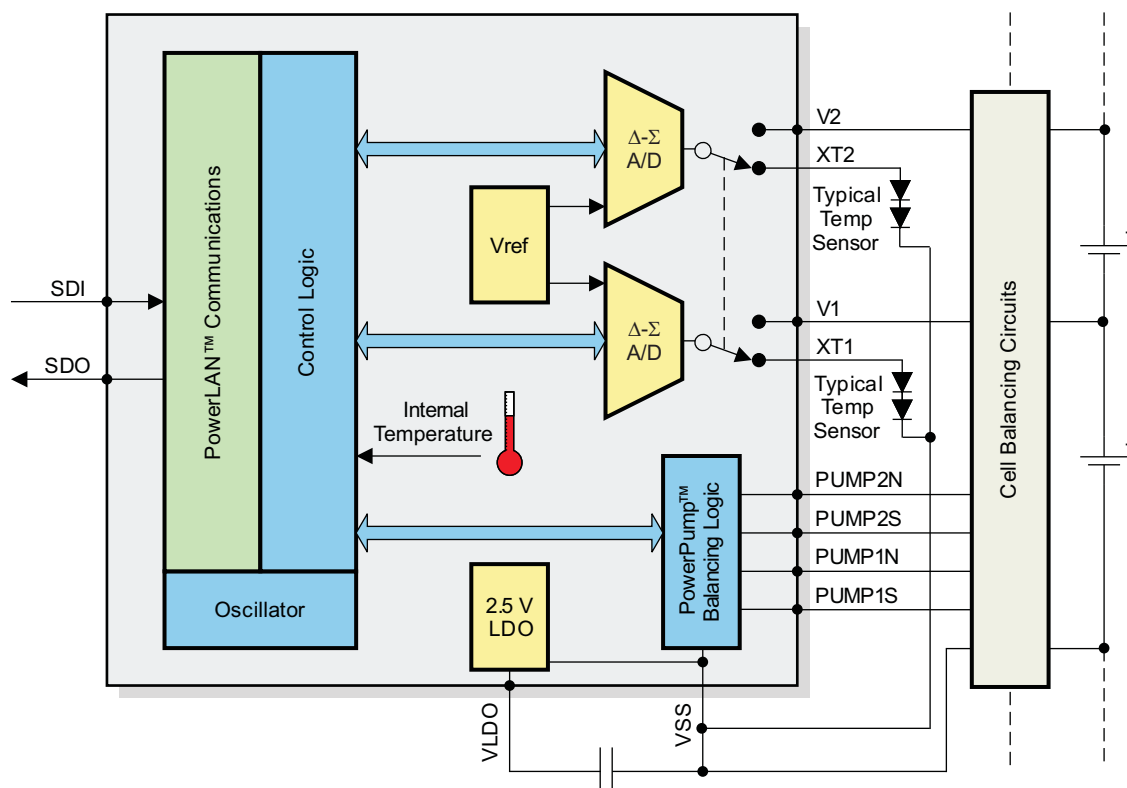 SDI
SDO
PowerLAN™ Communications
Control Logic
Oscillator
Δ-Σ
A/D
Vref
Δ-Σ
A/D
Internal
Temperature
2.5 V
LDO
PowerPump™
Balancing Logic
V2
XT2
Typical
Temp
Sensor
V1
XT1
Typical
Temp
Sensor
PUMP2N
PUMP2S
PUMP1N
PUMP1S
VLDO
VSS
Cell Balancing Circuits